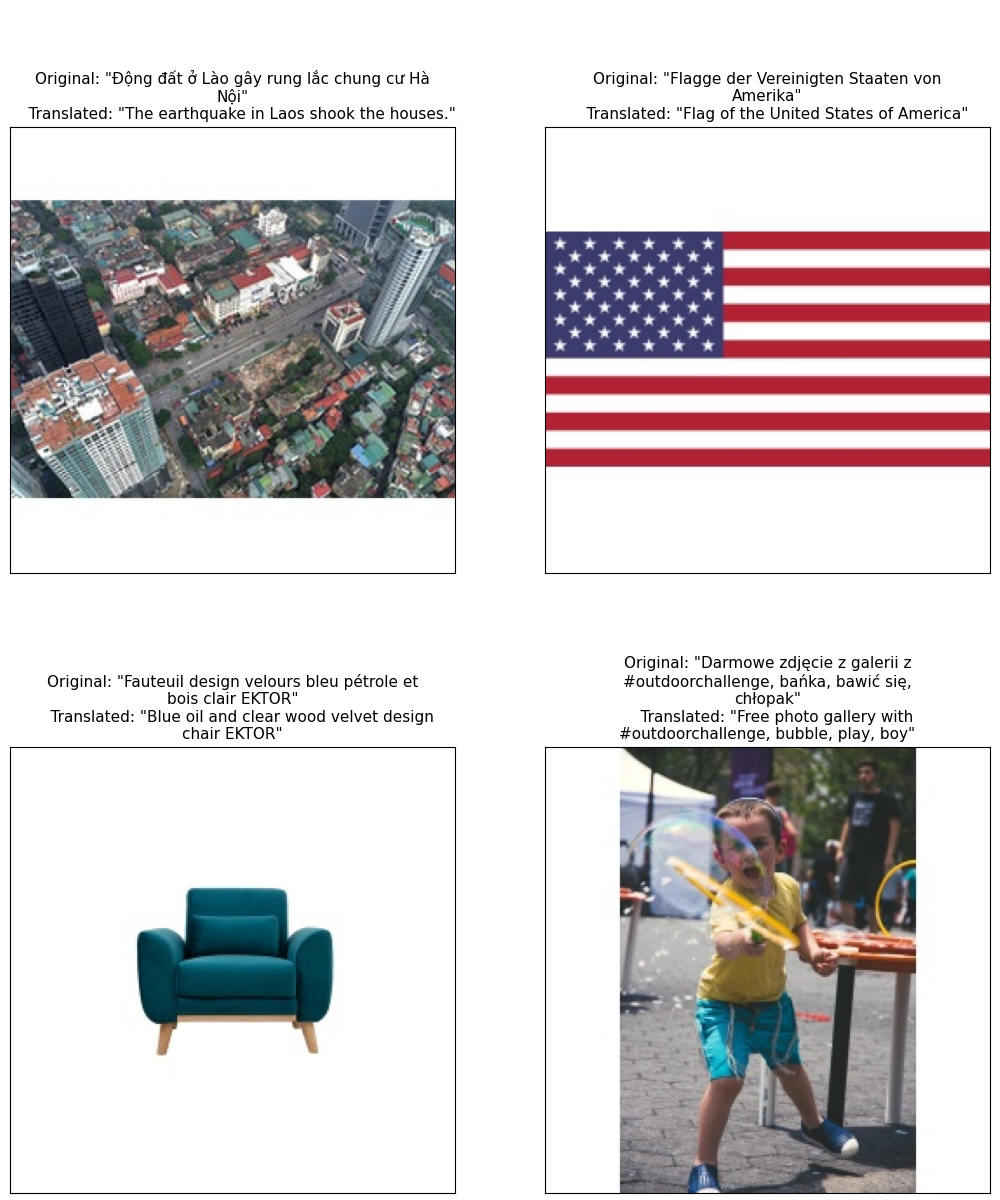 Original: "Động đất ở Lào gây rung lắc chung cư Hà
Nội"
Translated: "The earthquake in Laos shook the houses."
Original: "Flagge der Vereinigten Staaten von
Amerika"
Translated: "Flag of the United States of America"
Original: "Fauteuil design velours bleu pétrole et
bois clair EKTOR"
Translated: "Blue oil and clear wood velvet design
chair EKTOR"
Original: "Darmowe zdjęcie z galerii z
#outdoorchallenge, bańka, bawić się,
chłopak"
Translated: "Free photo gallery with
#outdoorchallenge, bubble, play, boy"